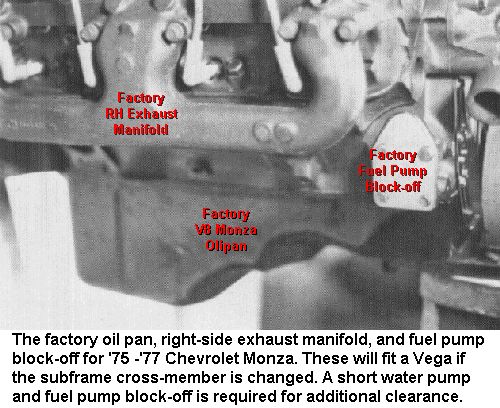 Factory
RH Exhaust
Manifold
Factory
Fuel Pump
Block-off
Factory
V8 Monza
Oilpan
The factory oil pan, right-side exhaust manifold, and fuel pump
block-off for '75 -'77 Chevrolet Monza. These will fit a Vega if
the subframe cross-member is changed. A short water pump
and fuel pump block-off is required for additional clearance.